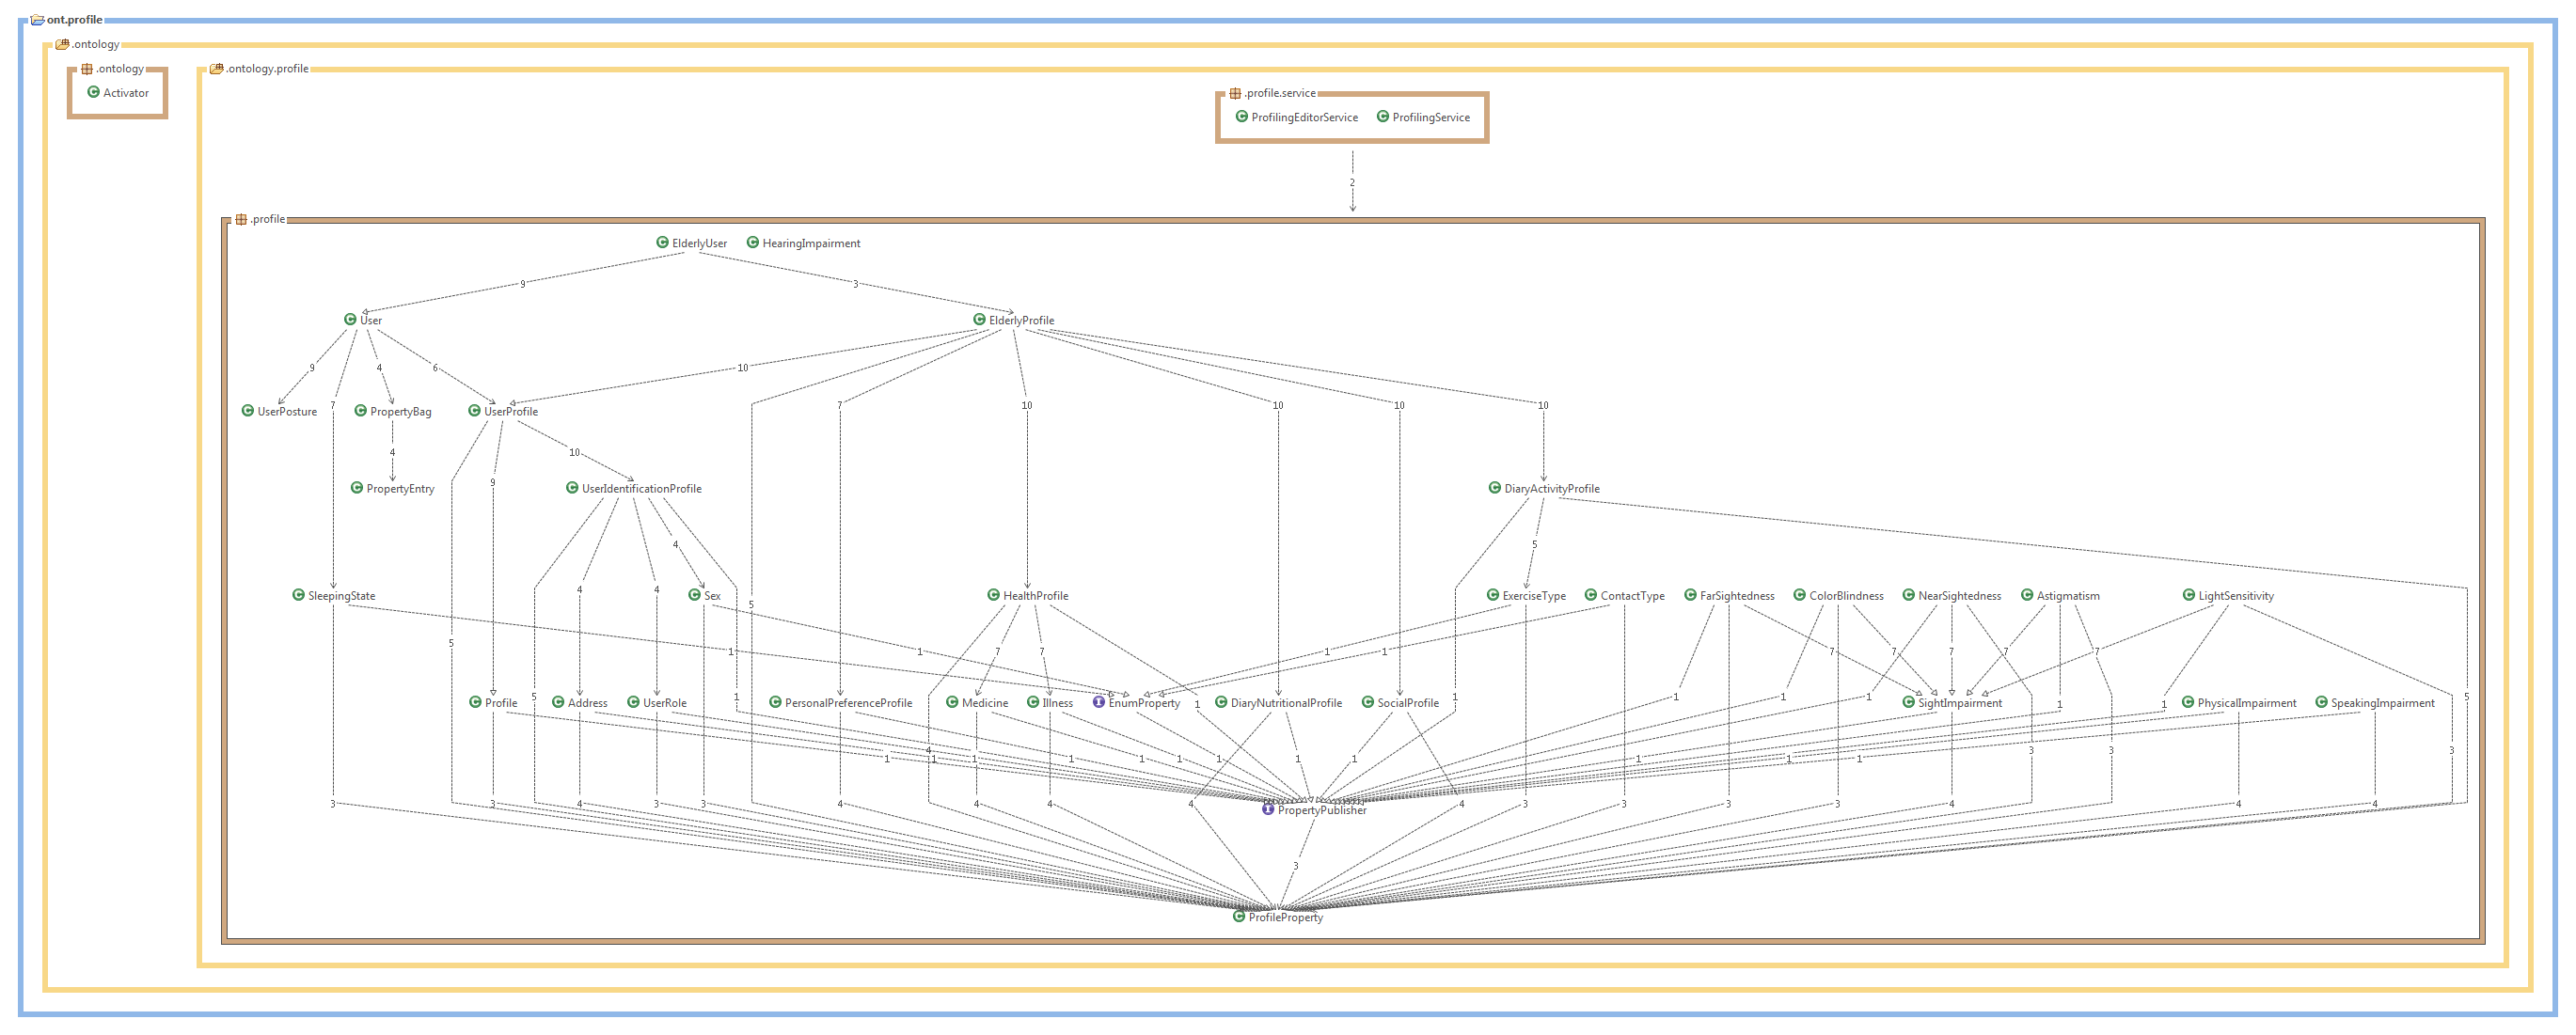 ont.profile
.ontology
.ontology .ontology.profile
Activator
.profile.service
ProfilingEditorService ProfilingService
2
.profile
ElderlyUser HearingImpairment
9 3
User ElderlyProfile
9 4 6 10
7 7 10 10 10 10
UserPosture PropertyBag UserProfile
4 10
9
PropertyEntry UserIdentificationProfile DiaryActivityProfile
4 5
4 4
SleepingState Sex HealthProfile ExerciseType ContactType FarSightedness ColorBlindness NearSightedness Astigmatism LightSensitivity
5
5 1 1 7 7 1 1 7 7 7 7 7
5 1 1 1 1 1 1 5
Profile Address UserRole PersonalPreferenceProfile Medicine Illness EnumProperty DiaryNutritionalProfile SocialProfile SightImpairment PhysicalImpairment SpeakingImpairment
1 1 1
4 3 3 3
1 1 1 1 1 1 1 1 1 1 1 1
3 3 4 3 3 4 4 4 4 4 3 3 3 3 4 4 4
PropertyPublisher
3
ProfileProperty